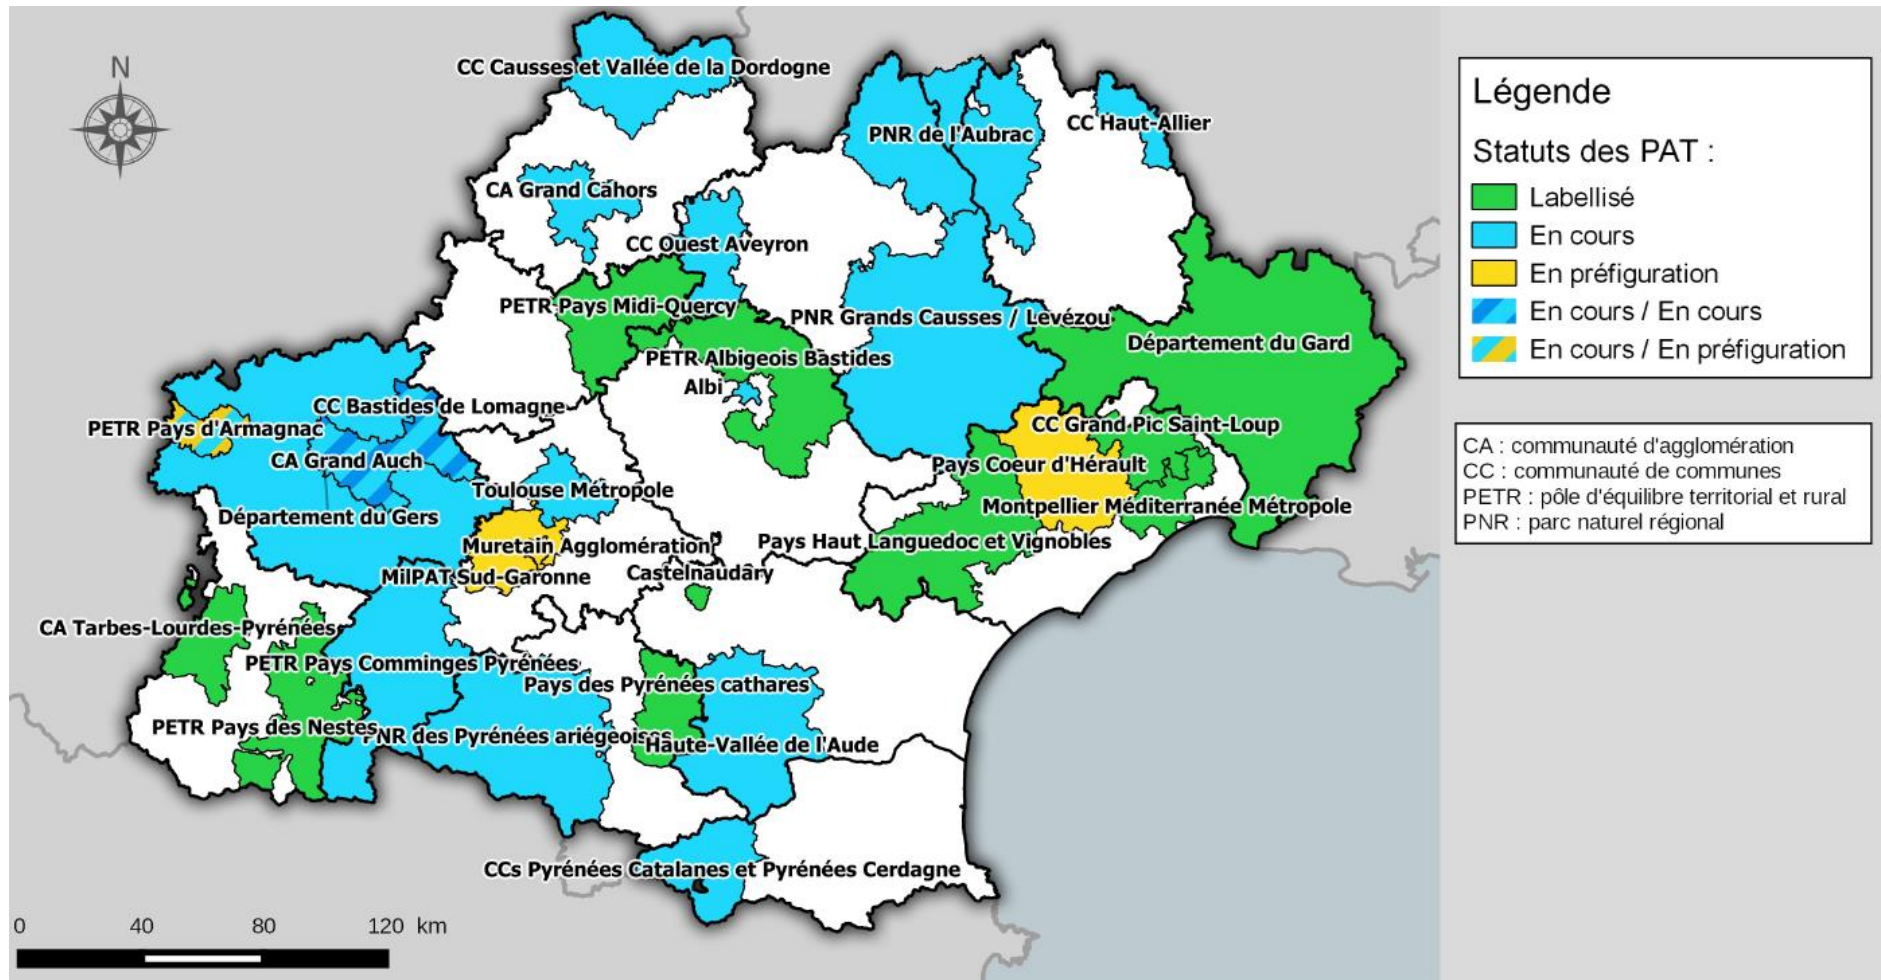 N
CC Causses et Vallée de la Dordogne
PNR de l'Aubrac
CC Haut-Allier
CA Grand Cahors
CC Ouest Aveyron
PETR Pays Midi-Quercy
PNR Grands Causses / Lévézou
Département du Gard
PETR Albigeois Bastides
Albi
CC Bastides de Lomagne
PETR Pays d'Armagnac
CC Grand Pic Saint-Loup
CA Grand Auch
Pays Coeur d'Hérault
Toulouse Métropole
Montpellier Méditerranée Métropole
Département du Gers
Muretain Agglomération
Pays Haut Languedoc et Vignobles
MilPAT Sud-Garonne
Castelnaudary
CA Tarbes-Lourdes-Pyrénées
PETR Pays Comminges Pyrénées
Pays des Pyrénées cathares
PETR Pays des Nestes
PNR des Pyrénées ariégeoises
Haute-Vallée de l'Aude
CCs Pyrénées Catalanes et Pyrénées Cerdagne
0 40 80 120 km
Légende
Statuts des PAT :
Labellisé
En cours
En préfiguration
En cours / En cours
En cours / En préfiguration
CA : communauté d'agglomération
CC : communauté de communes
PETR : pôle d'équilibre territorial et rural
PNR : parc naturel régional